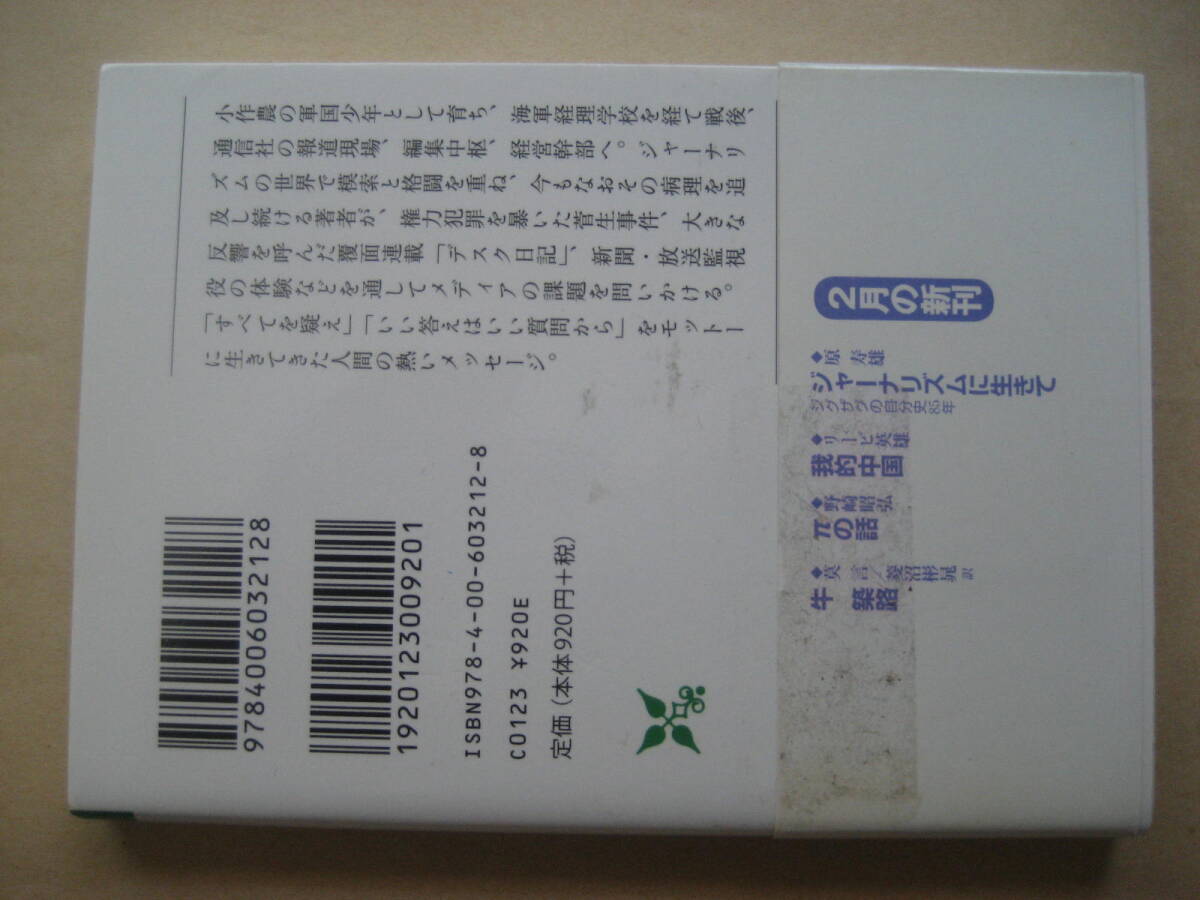 小作農の軍国少年として育ち、海軍経理学校を経て戦後、
通信社の報道現場、編集中枢、経営幹部へ。ジャーナリ
ズムの世界で模索と格闘を重ね、今もなおその病理を追
及し続ける著者が、権力犯罪を暴いた菅生事件、大きな
反響を呼んだ覆面連載「デスク日記」、新聞・放送監視
役の体験などを通してメディアの課題を問いかける。
「すべてを疑え」「いい答えはいい質問から」をモットー
に生きてきた人間の熱いメッセージ。
9784006032128
1920123009201
ISBN978-4-00-603212-8
C0123 ¥920E
定価(本体920円+税)
2月の新刊
◆原 寿雄
ジャーナリズムに生きて
ジグザグの自分史85年
◆リービ英雄
我的中国
◆野崎昭弘
πの話
◆莫 言/菱沼彬晁 訳
牛 築路